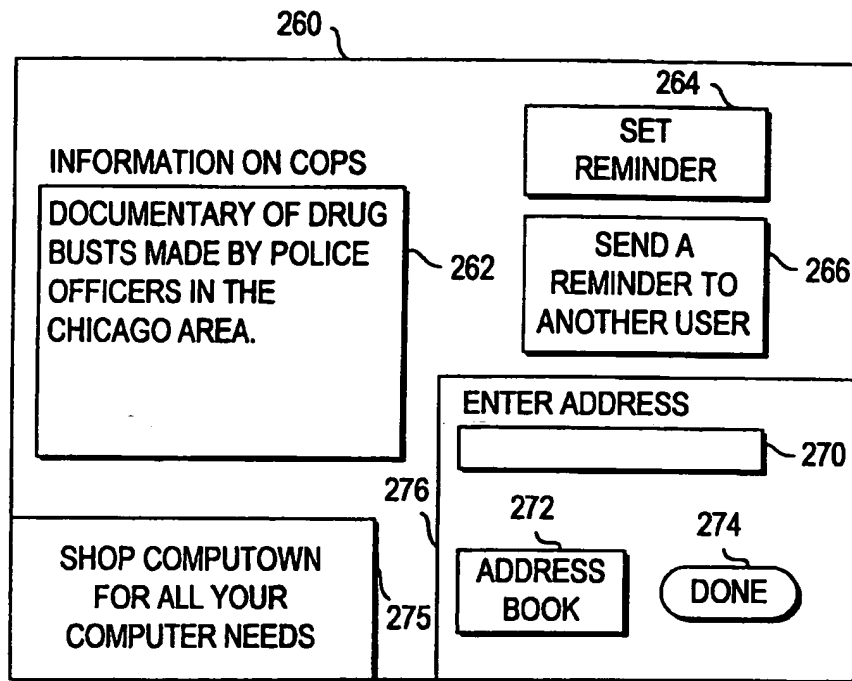 260
264
SET
REMINDER
INFORMATION ON COPS
DOCUMENTARY OF DRUG
BUSTS MADE BY POLICE
OFFICERS IN THE
CHICAGO AREA.
262
SEND A
REMINDER TO
ANOTHER USER
266
ENTER ADDRESS
270
276
272
274
ADDRESS
BOOK
DONE
SHOP COMPUTOWN
FOR ALL YOUR
COMPUTER NEEDS
275